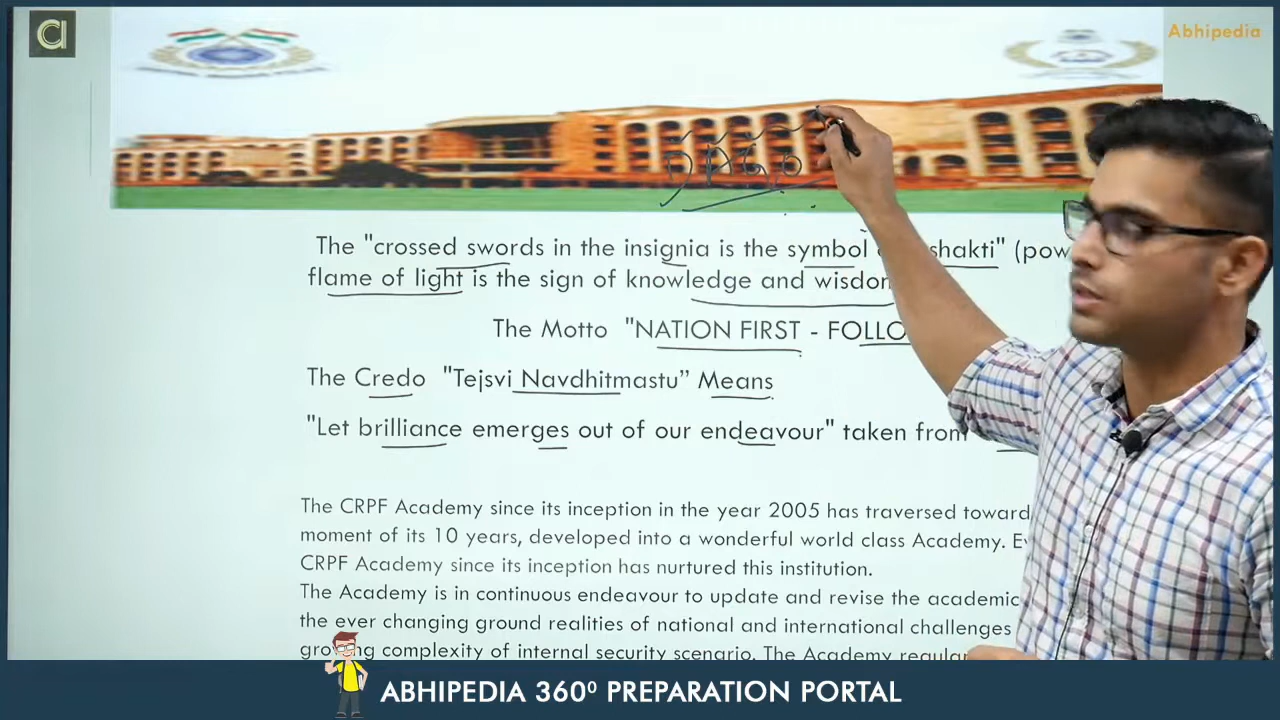 a
Abhipedia
DAGO
The "crossed swords in the insignia is the symbol shakti" (pow
flame of light is the sign of knowledge and wisdom
The Motto "NATION FIRST - FOLLO
The Credo "Tejsvi Navdhitmastu” Means
"Let brilliance emerges out of our endeavour" taken from
The CRPF Academy since its inception in the year 2005 has traversed toward
moment of its 10 years, developed into a wonderful world class Academy. Ev
CRPF Academy since its inception has nurtured this institution.
The Academy is in continuous endeavour to update and revise the academic
the ever changing ground realities of national and international challenges
growing complexity of internal security scenario. The Academy regular
ABHIPEDIA 360⁰ PREPARATION PORTAL